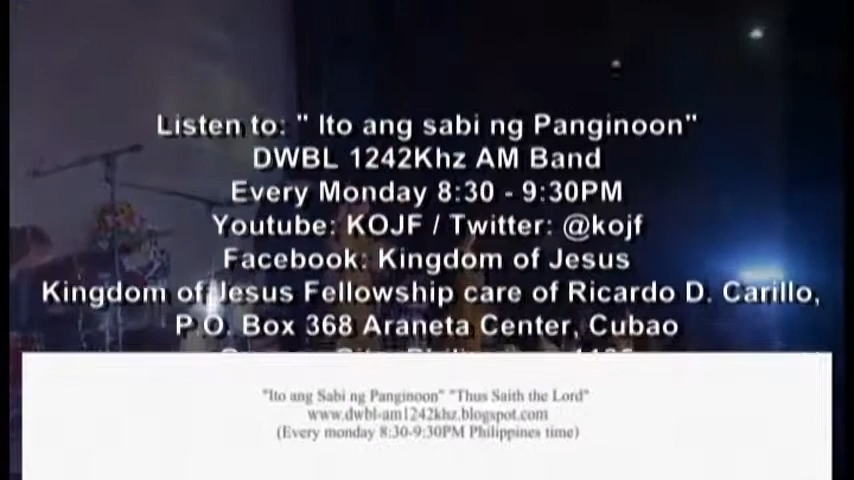 Listen to: " Ito ang sabi ng Panginoon"
DWBL 1242Khz AM Band
Every Monday 8:30 - 9:30PM
Youtube: KOJF / Twitter: @kojf
Facebook: Kingdom of Jesus
Kingdom of Jesus Fellowship care of Ricardo D. Carillo,
P.O. Box 368 Araneta Center, Cubao
"Ito ang Sabi ng Panginoon" "Thus Saith the Lord"
www.dwbl-am1242khz.blogspot.com
(Every monday 8:30-9:30PM Philippines time)